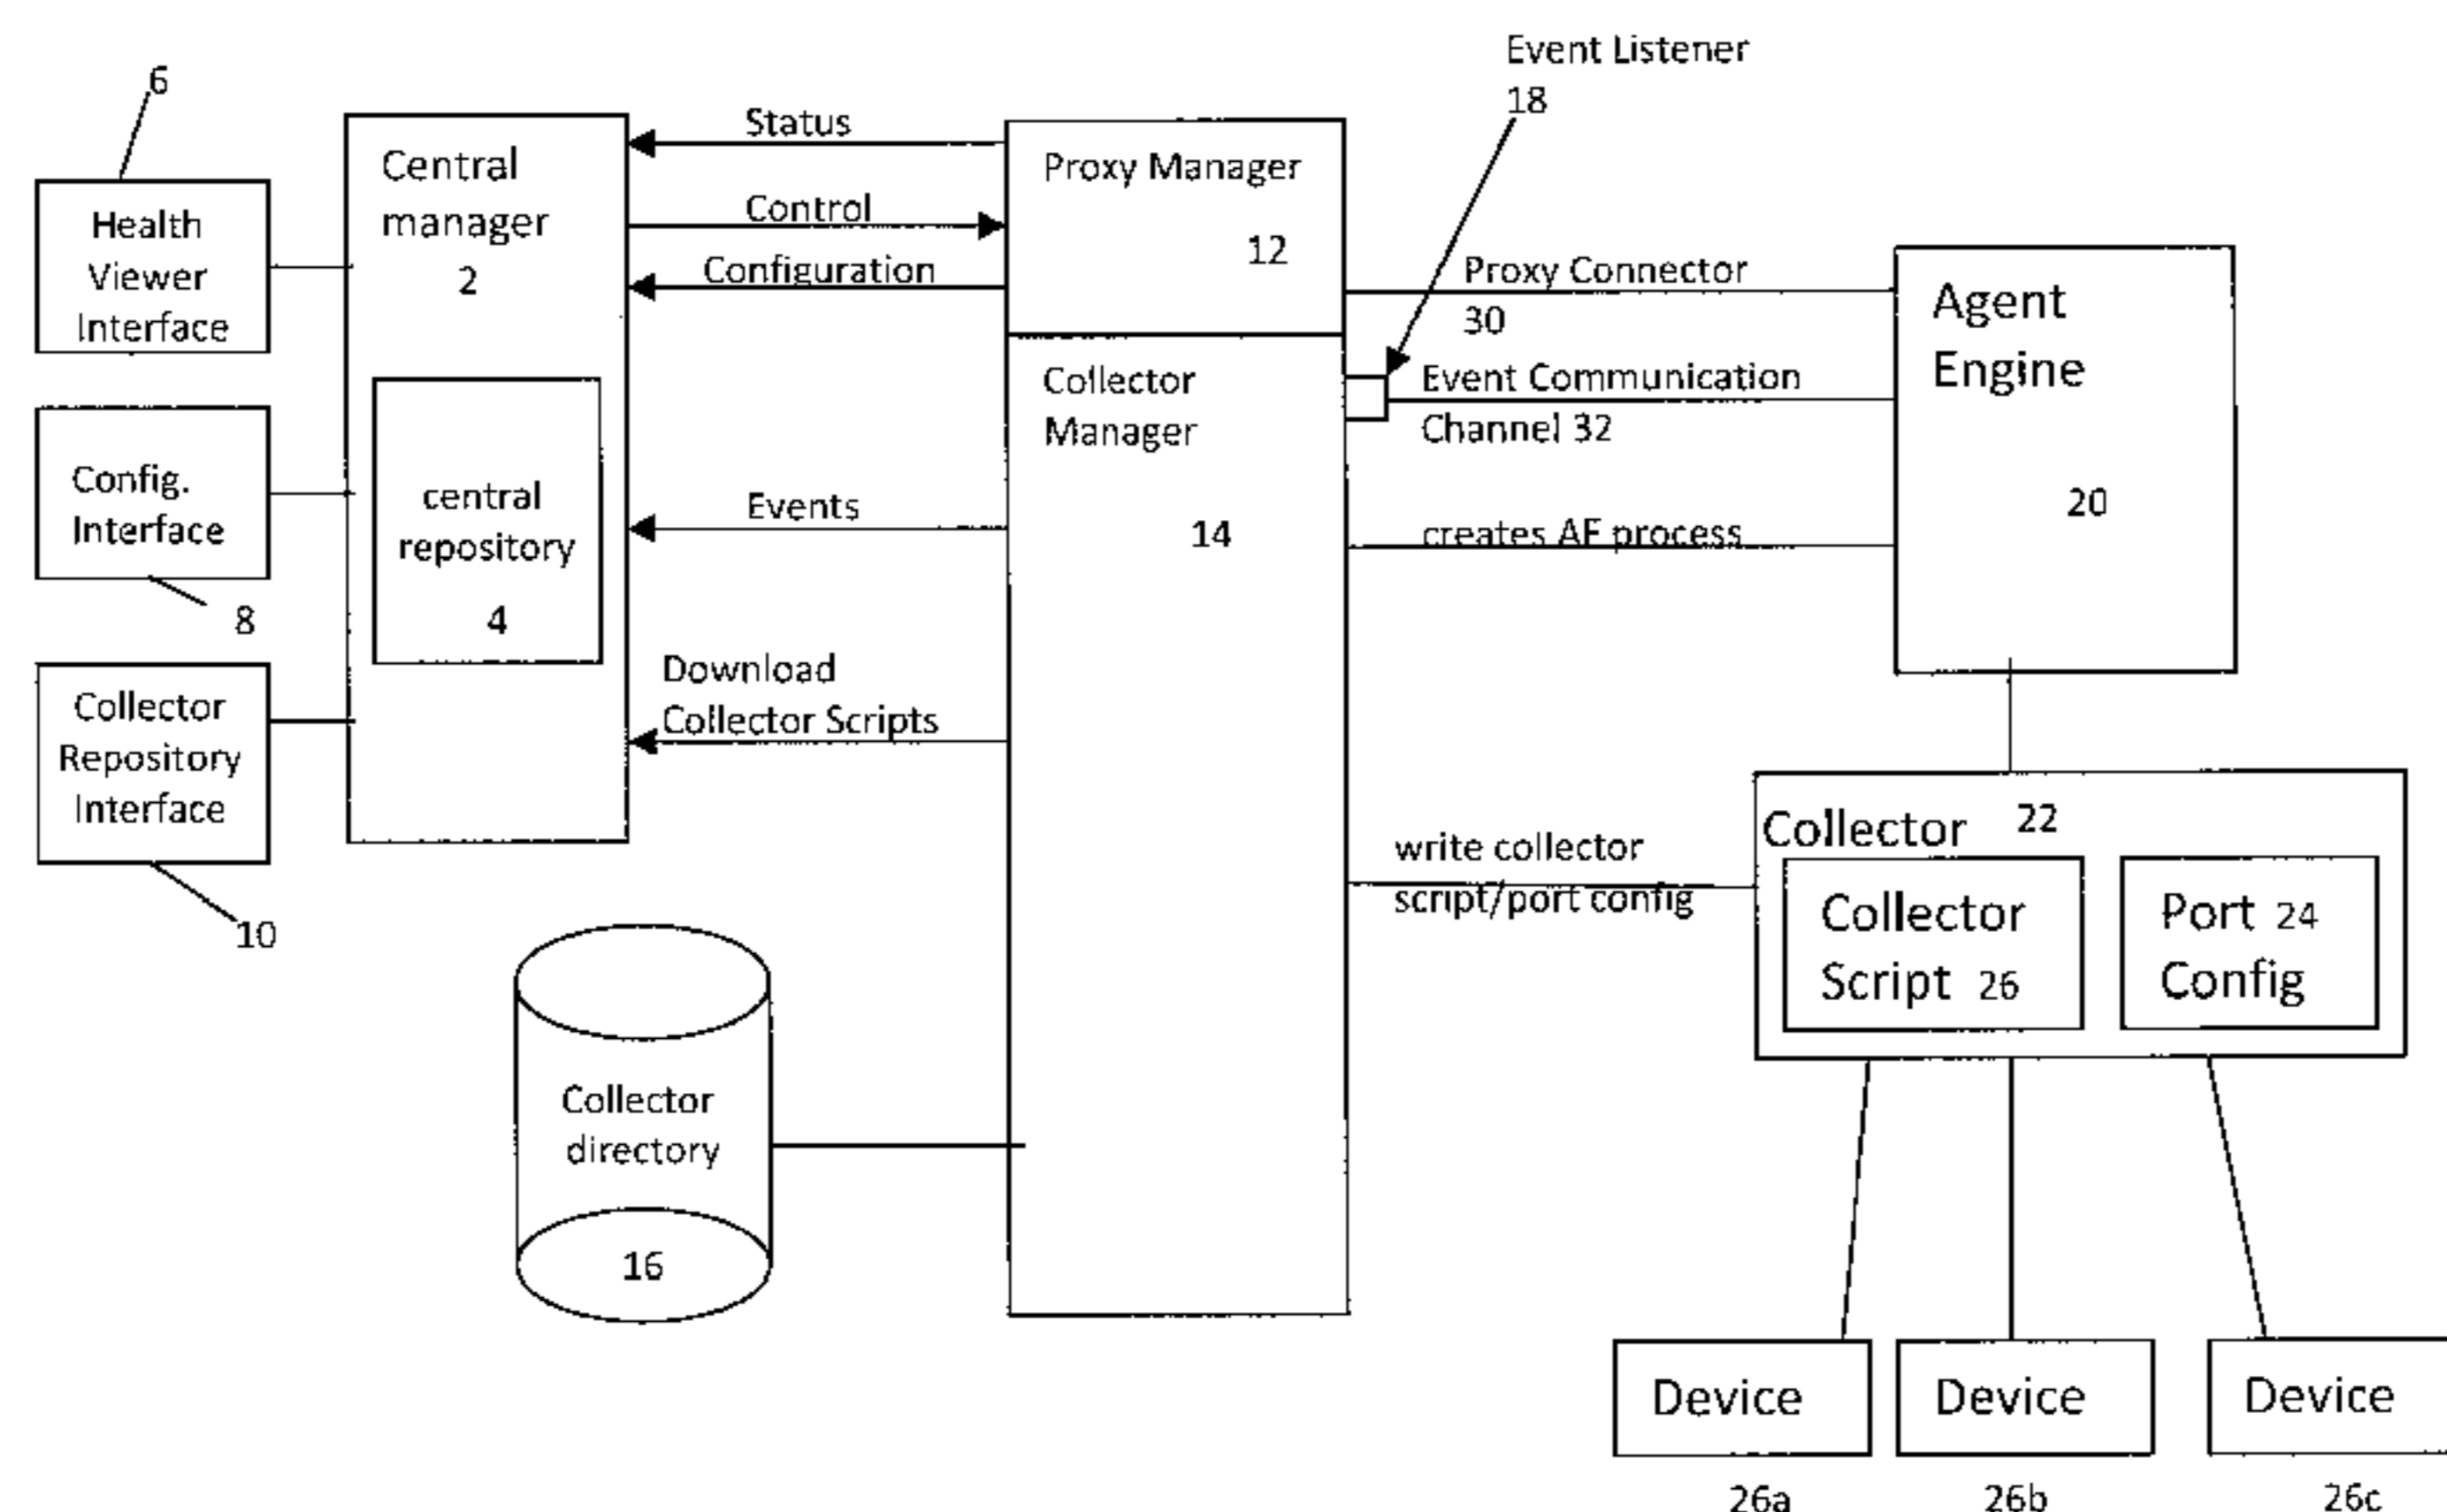 6
Health
Viewer
Interface
Config.
Interface
8
Collector
Repository
Interface
10
Central
manager
2
central
repository
4
Status
Control
Configuration
Events
Download
Collector Scripts
Collector
directory
16
Proxy Manager
12
Collector
Manager
14
Event Listener
18
Proxy Connector
30
Event Communication
Channel 32
creates AE process
Agent
Engine
20
write collector
script/port config
Collector 22
Collector
Script 26
Port 24
Config
Device
Device
Device
26a
26b
26c